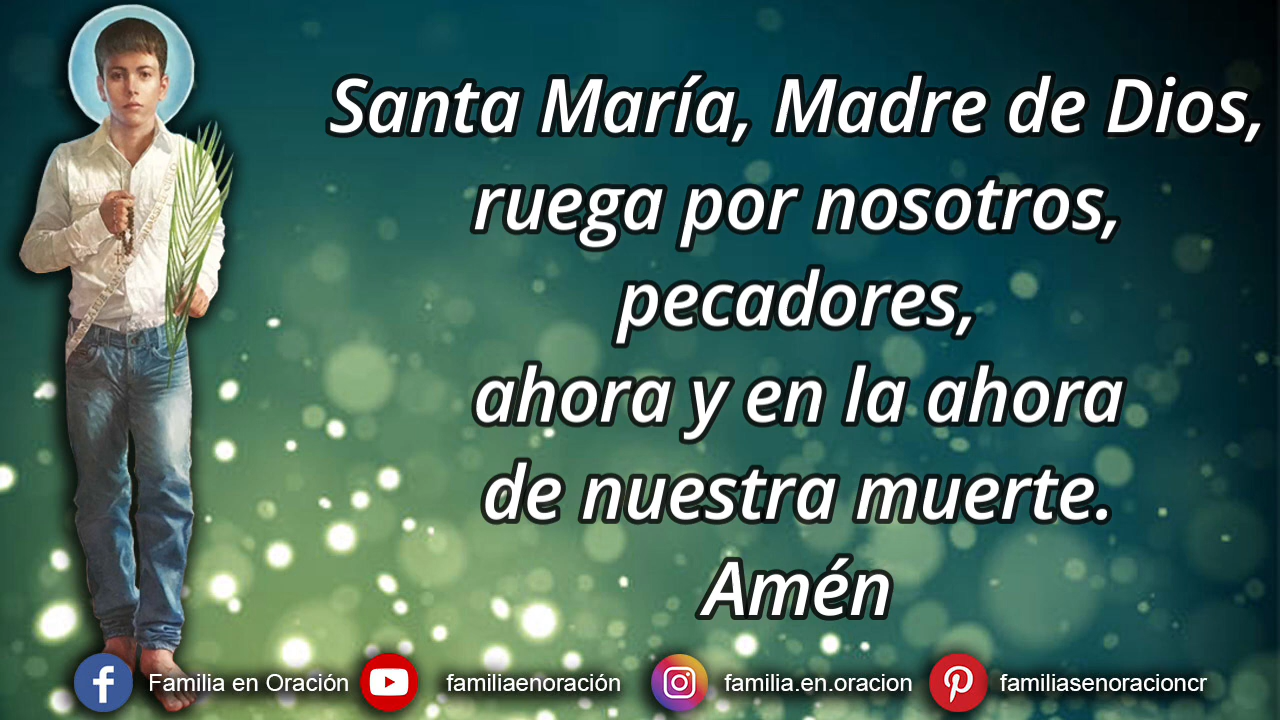 Santa María, Madre de Dios,
ruega por nosotros,
pecadores,
ahora y en la ahora
de nuestra muerte.
Amén
Familia en Oración
familiaenoración
familia.en.oracion
familiasenoracioncr